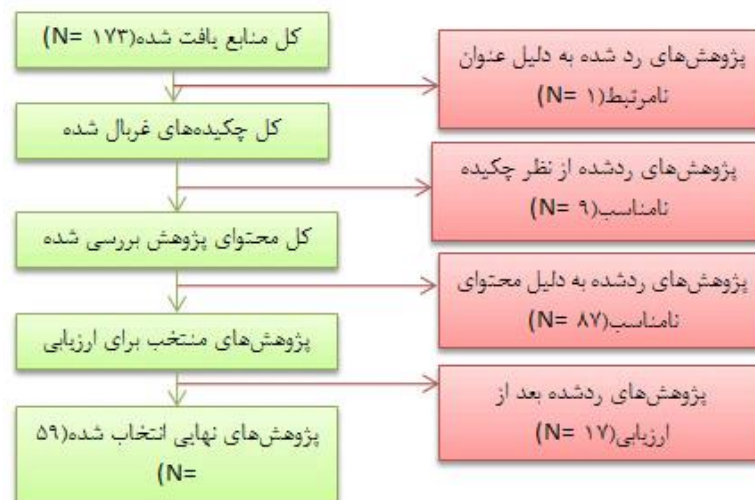 کل منابع یافت شده(N= ۱۷۳)
پژوهش‌های رد شده به دلیل عنوان
نامرتبط(N= ۱)
کل چکیده‌های غربال شده
پژوهش‌های ردشده از نظر چکیده
نامناسب(N= ۹)
کل محتوای پژوهش بررسی شده
پژوهش‌های ردشده به دلیل محتوای
نامناسب(N= ۸۷)
پژوهش‌های منتخب برای ارزیابی
پژوهش‌های ردشده بعد از
ارزیابی(N= ۱۷)
پژوهش‌های نهایی انتخاب شده(۵۹
N=)